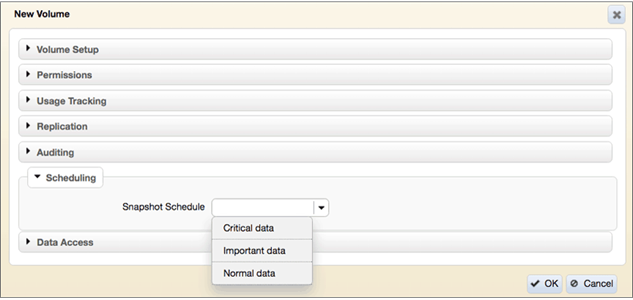 New Volume
Volume Setup
Permissions
Usage Tracking
Replication
Auditing
Scheduling
Snapshot Schedule
Critical data
Important data
Normal data
Data Access
OK Cancel